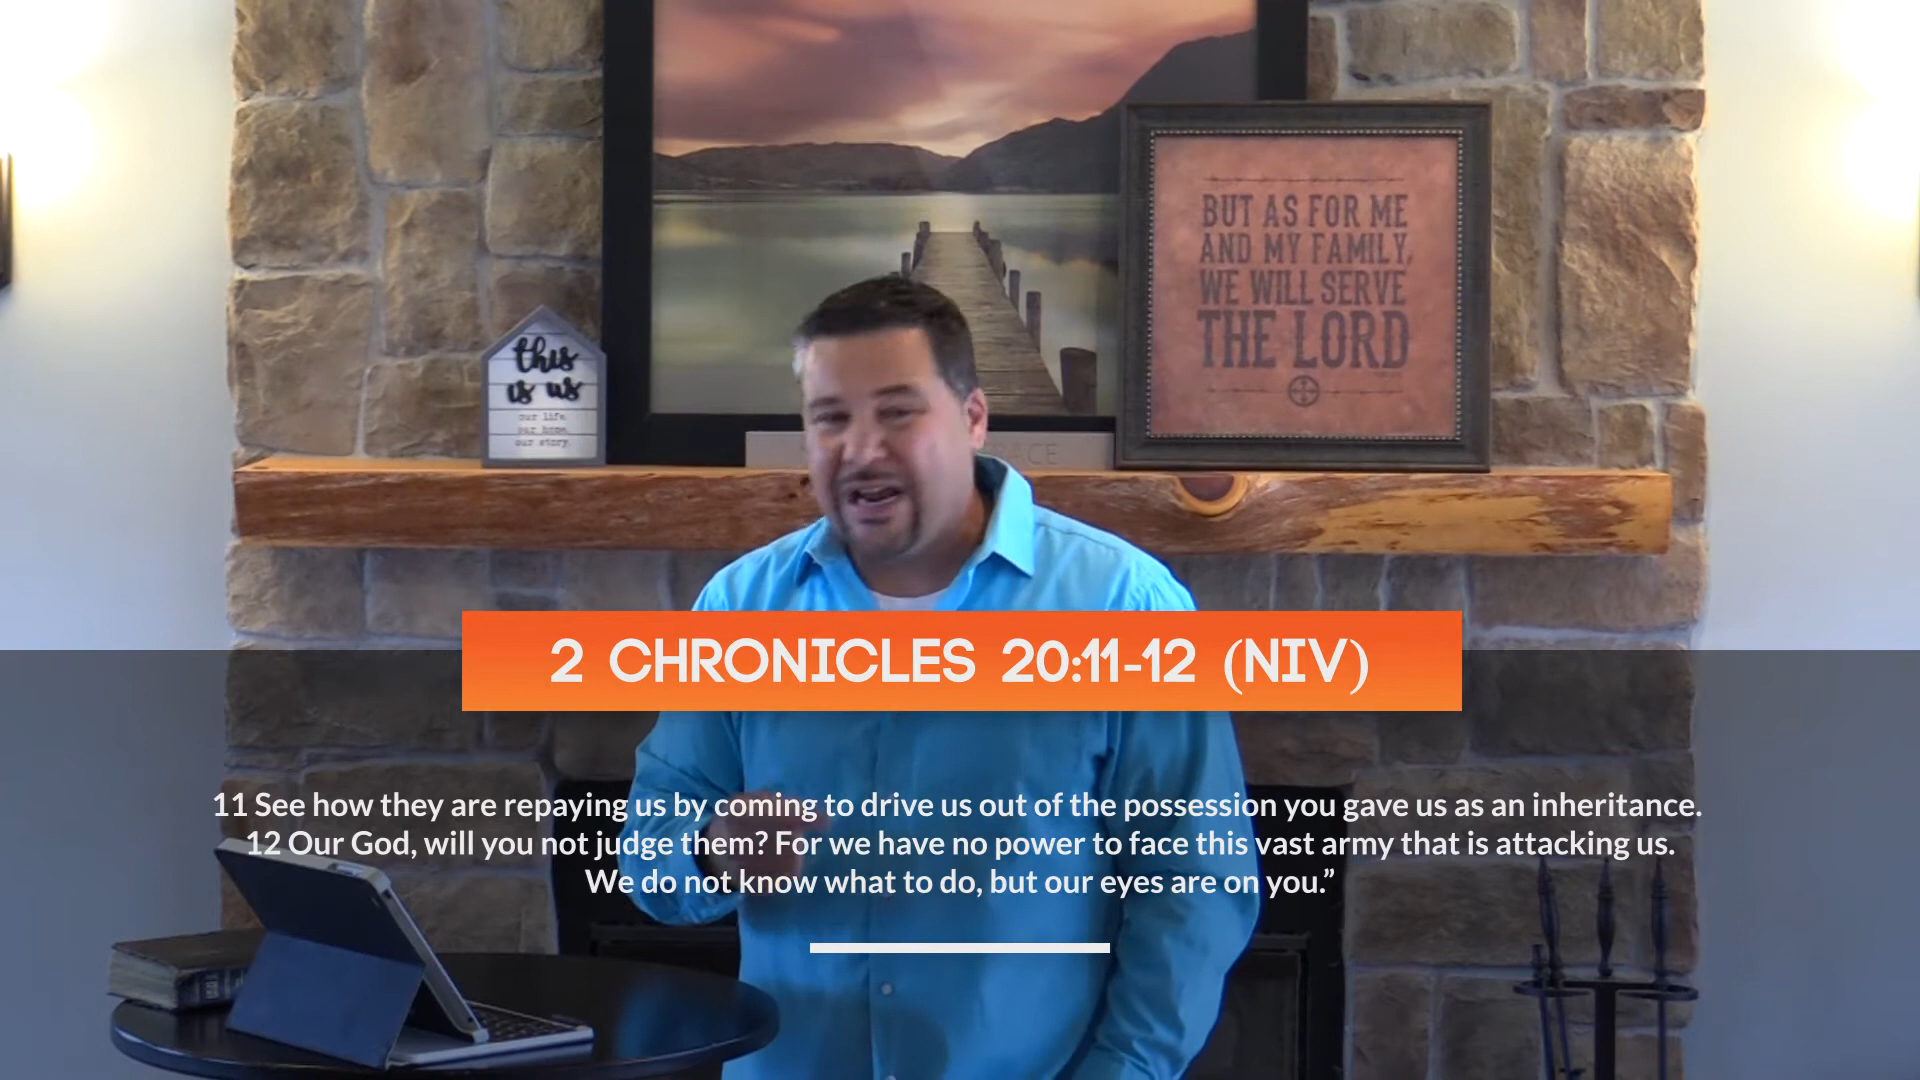 BUT AS FOR ME
AND MY FAMILY,
WE WILL SERVE
THE LORD
this
is us
our life.
our home.
our story.
2 CHRONICLES 20:11-12 (NIV)
11 See how they are repaying us by coming to drive us out of the possession you gave us as an inheritance.
12 Our God, will you not judge them? For we have no power to face this vast army that is attacking us.
We do not know what to do, but our eyes are on you.”